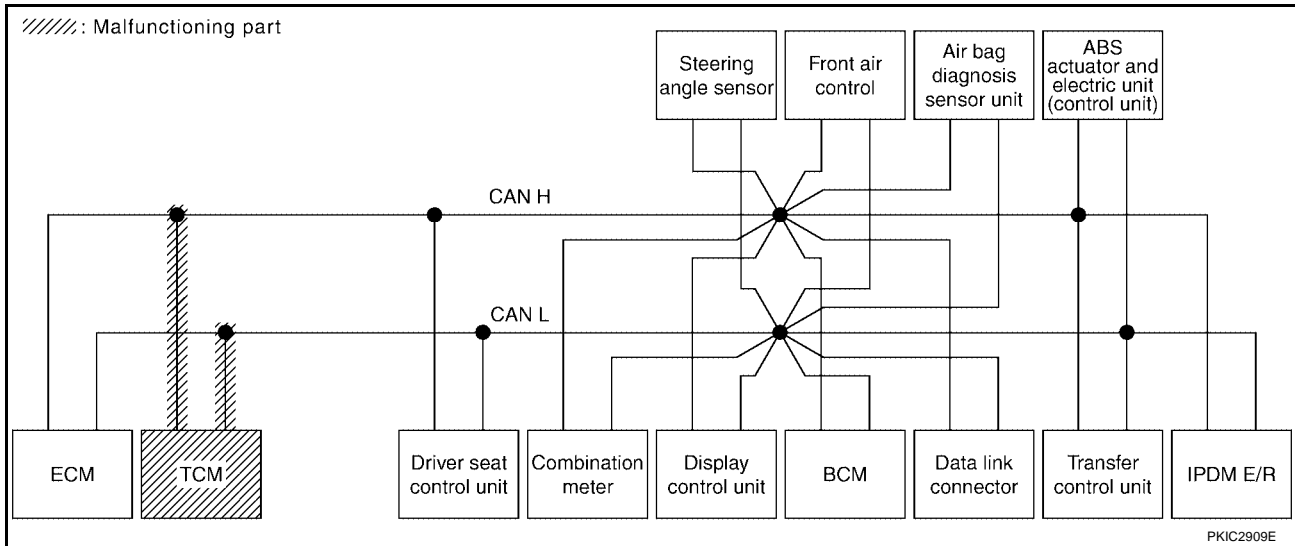 : Malfunctioning part
Steering
angle sensor
Front air
control
Air bag
diagnosis
sensor unit
ABS
actuator and
electric unit
(control unit)
CAN H
CAN L
ECM
TCM
Driver seat
control unit
Combination
meter
Display
control unit
BCM
Data link
connector
Transfer
control unit
IPDM E/R
PKIC2909E